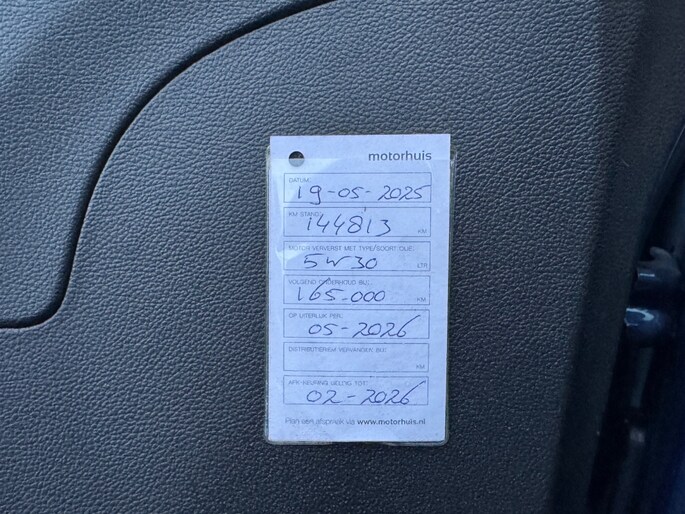 motorhuis
DATUM:
19-05-2025
KM STAND:
144813 KM
MOTOR VERVERST MET TYPE/SOORT OLIE:
5W30 LTR
VOLGEND ONDERHOUD BIJ:
165.000 KM
OF UITERLIJK PER:
05-2026
DISTRIBUTIERIEM VERVANGEN BIJ:
KM
APK-KEURING GELDIG TOT:
02-2026
Plan een afspraak via www.motorhuis.nl